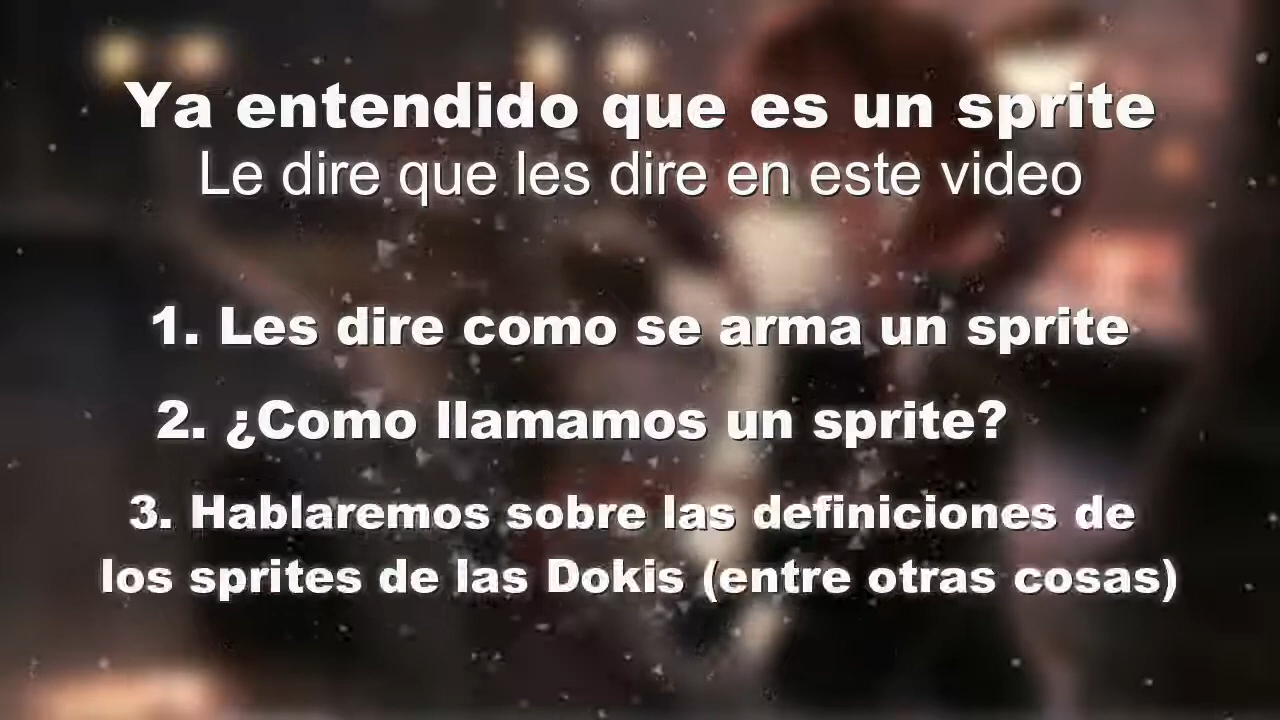 Ya entendido que es un sprite
Le dire que les dire en este video
1. Les dire como se arma un sprite
2. ¿Como llamamos un sprite?
3. Hablaremos sobre las definiciones de
los sprites de las Dokis (entre otras cosas)